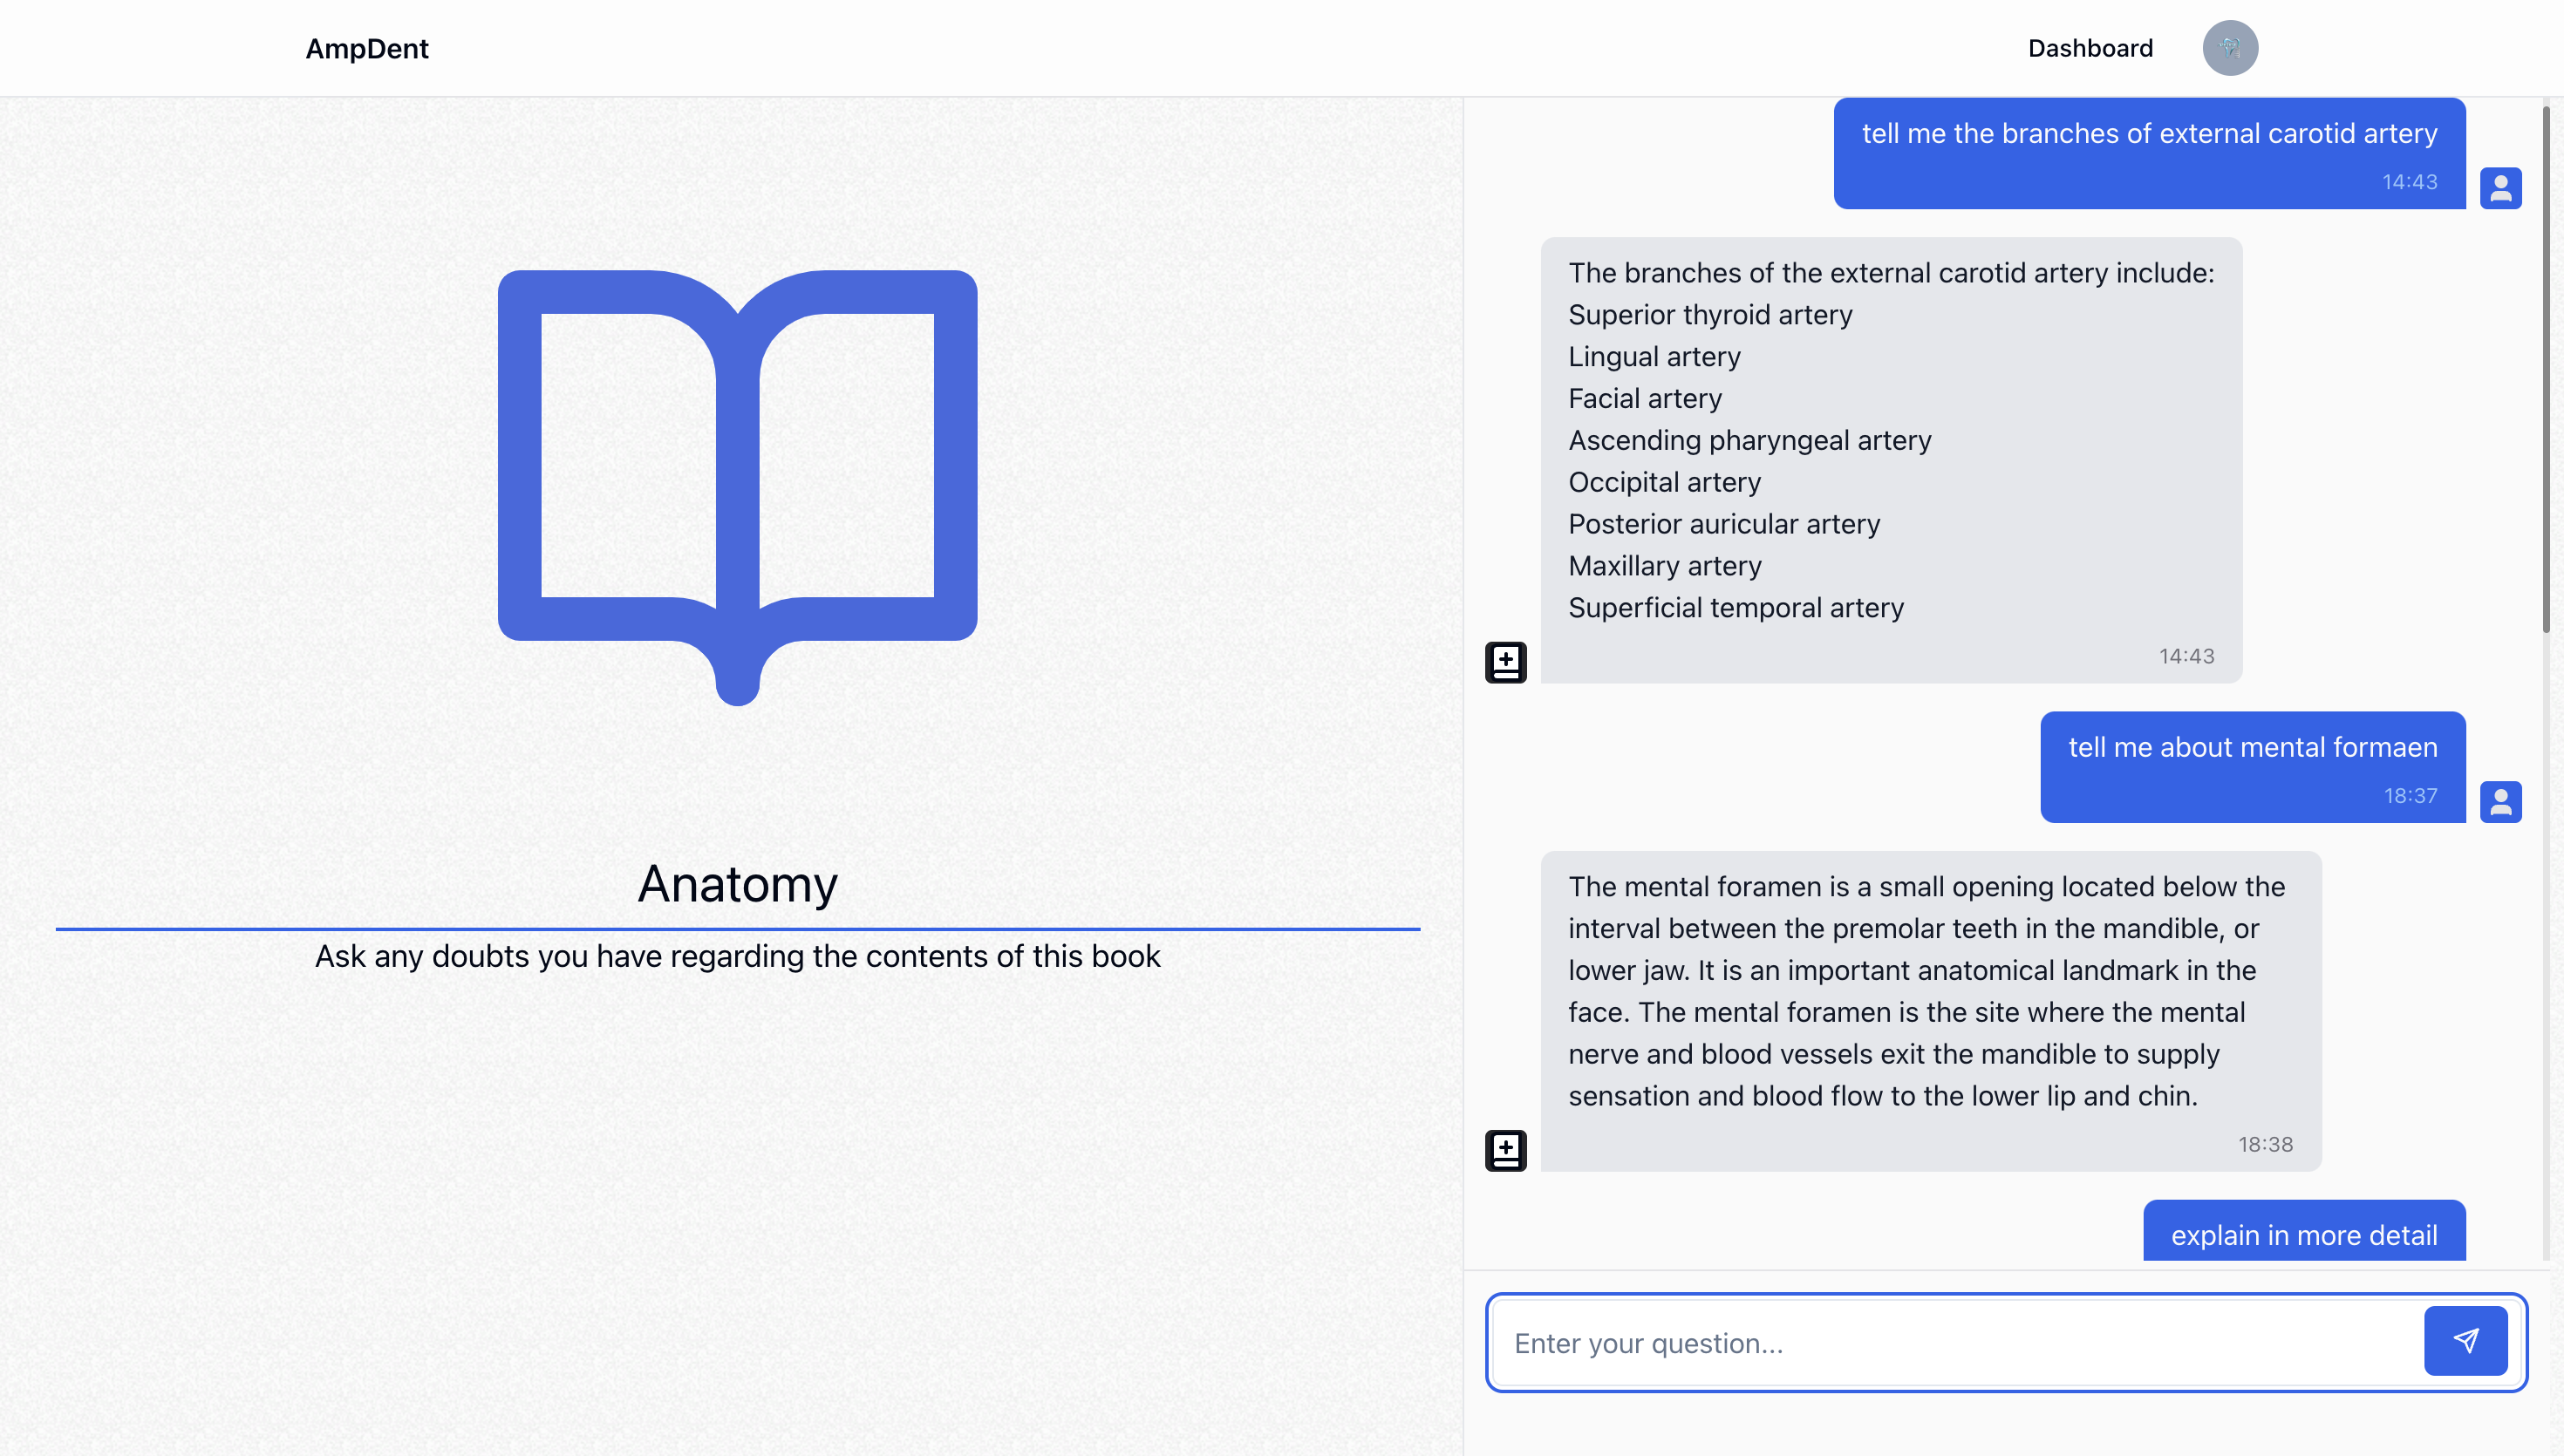 AmpDent
Dashboard
Anatomy
Ask any doubts you have regarding the contents of this book
tell me the branches of external carotid artery
14:43
The branches of the external carotid artery include:
Superior thyroid artery
Lingual artery
Facial artery
Ascending pharyngeal artery
Occipital artery
Posterior auricular artery
Maxillary artery
Superficial temporal artery
14:43
tell me about mental formaen
18:37
The mental foramen is a small opening located below the
interval between the premolar teeth in the mandible, or
lower jaw. It is an important anatomical landmark in the
face. The mental foramen is the site where the mental
nerve and blood vessels exit the mandible to supply
sensation and blood flow to the lower lip and chin.
18:38
explain in more detail
Enter your question...